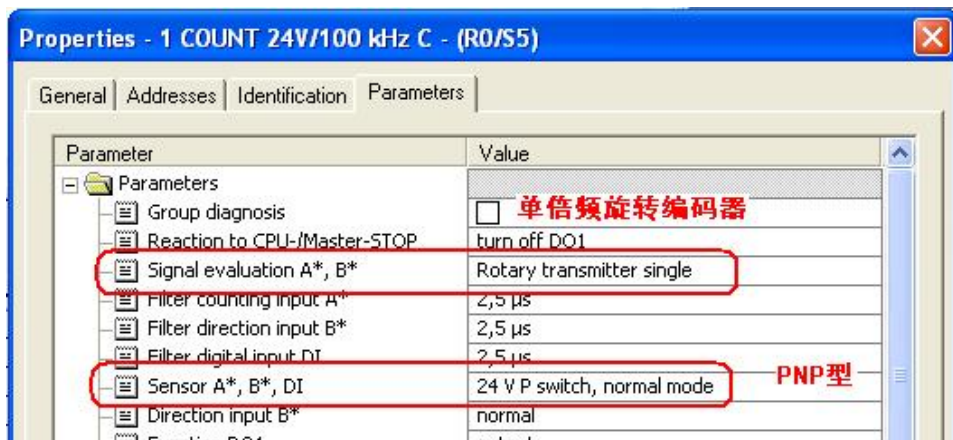 Properties - 1 COUNT 24V/100 kHz C - (R0/S5)
General Addresses Identification Parameters
Parameter Value
Parameters
Group diagnosis 单倍频旋转编码器
Reaction to CPU-/Master-STOP turn off DO1
Signal evaluation A*, B* Rotary transmitter single
Filter counting input A* 2,5 µs
Filter direction input B* 2,5 µs
Filter digital input DI 2,5 µs
Sensor A*, B*, DI 24 V P switch, normal mode PNP型
Direction input B* normal